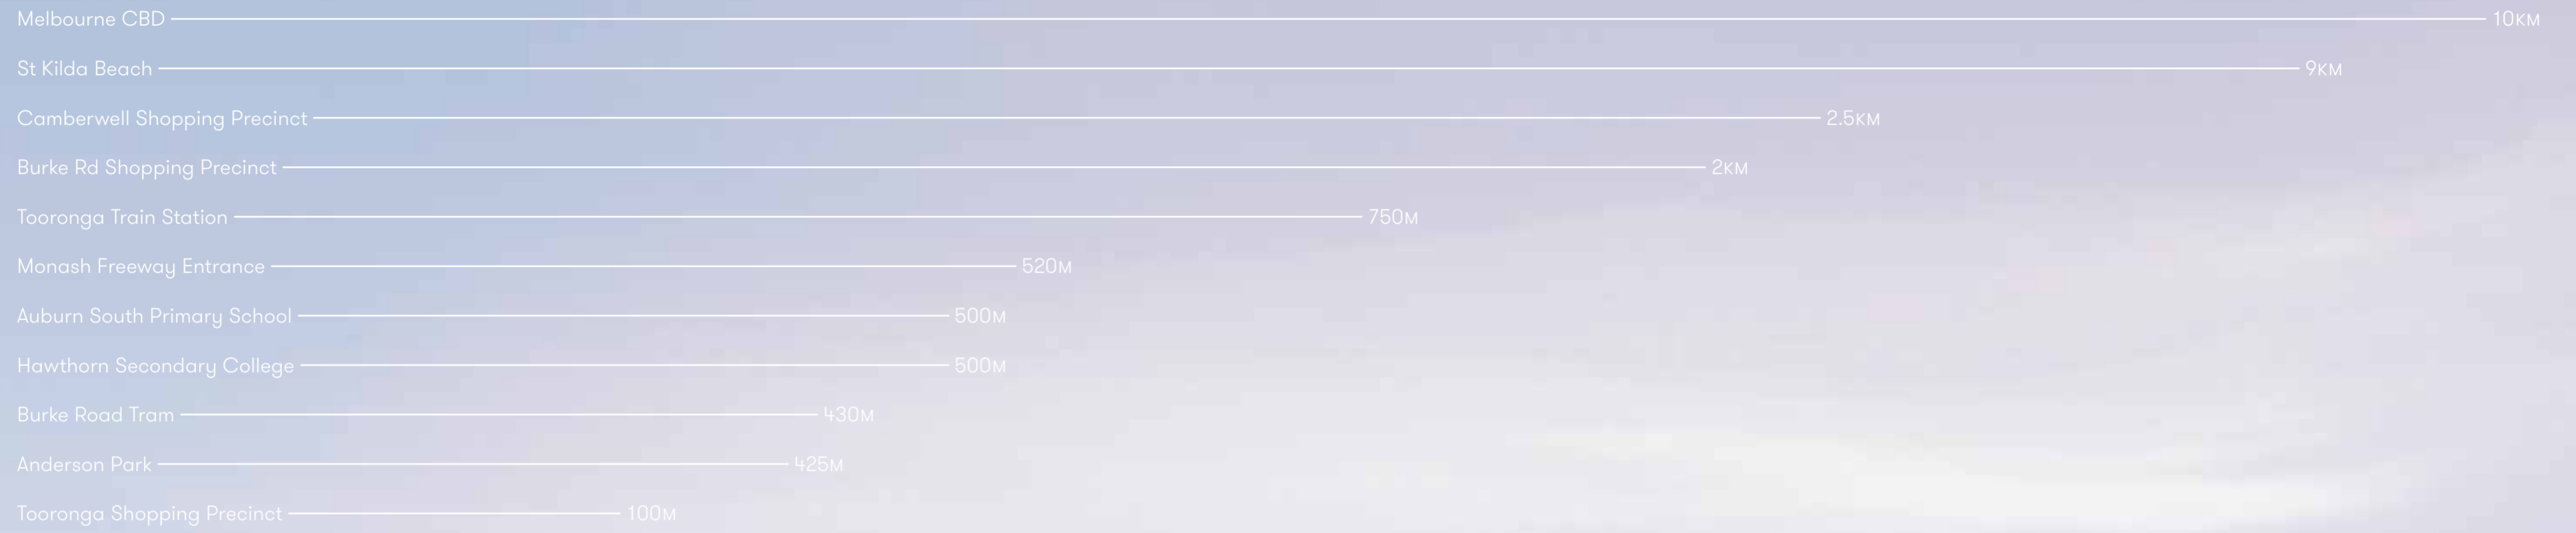 Melbourne CBD 10KM
St Kilda Beach 9KM
Camberwell Shopping Precinct 2.5KM
Burke Rd Shopping Precinct 2KM
Tooronga Train Station 750M
Monash Freeway Entrance 520M
Auburn South Primary School 500M
Hawthorn Secondary College 500M
Burke Road Tram 430M
Anderson Park 425M
Tooronga Shopping Precinct 100M